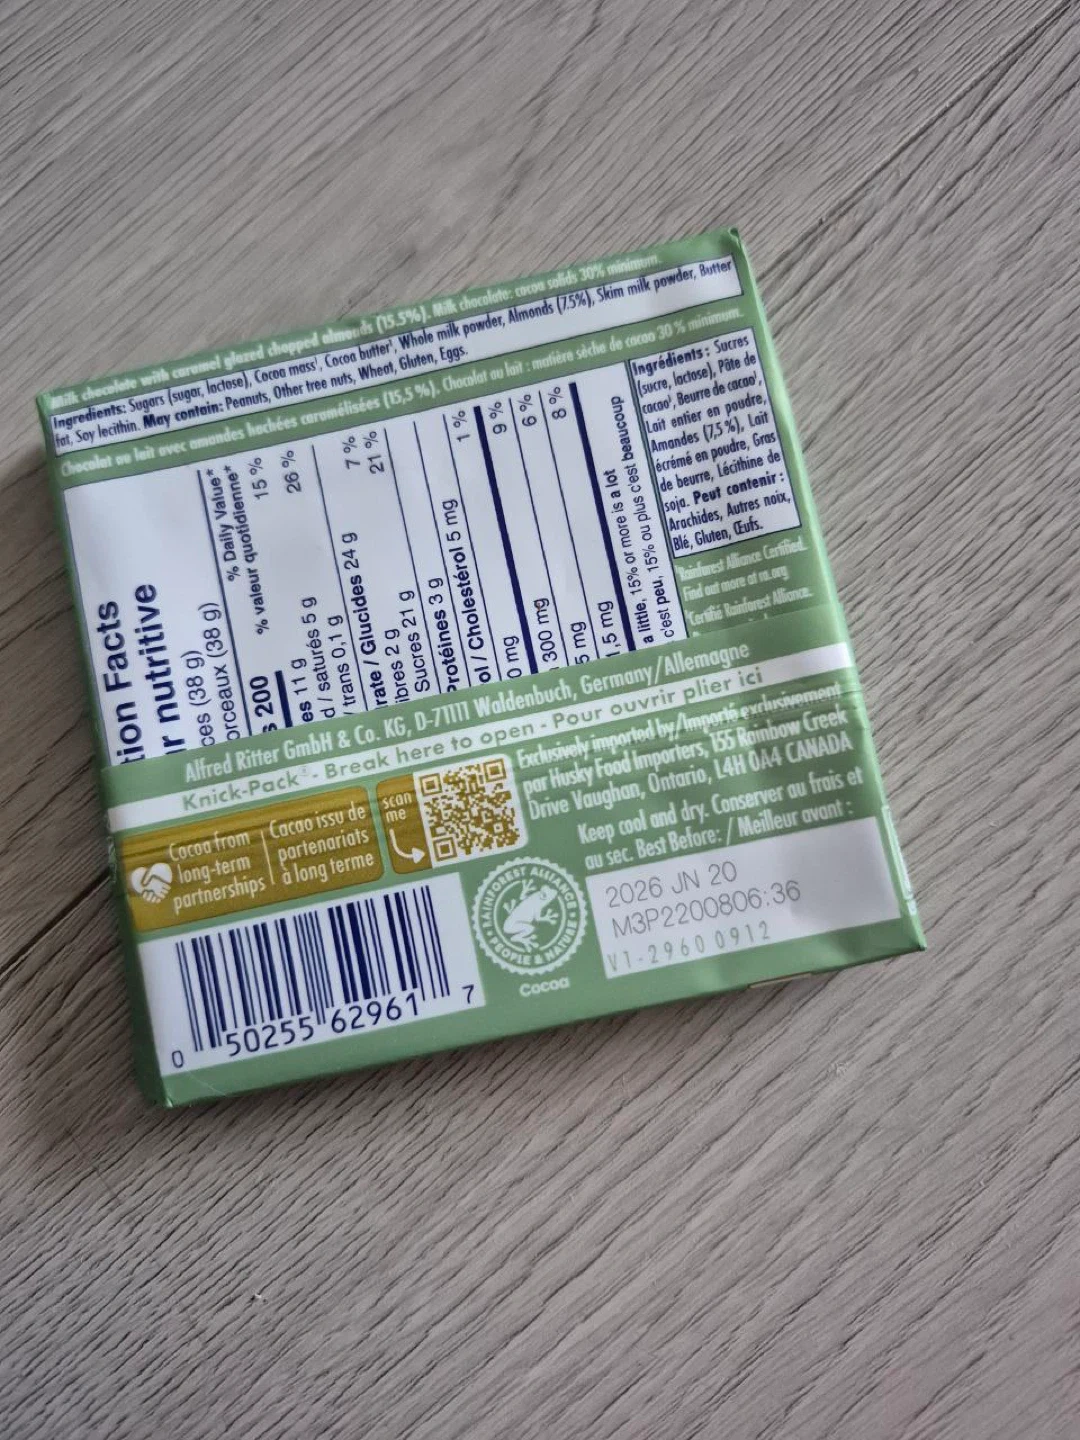 Milk chocolate with caramel glazed chopped almonds (15.5%). Milk chocolate: cocoa solids 30% minimum.
Ingredients: Sugars (sugar, lactose), Cocoa mass¹, Cocoa butter¹, Whole milk powder, Almonds (7.5%), Skim milk powder, Butter
fat, Soy lecithin. May contain: Peanuts, Other tree nuts, Wheat, Gluten, Eggs.
Chocolat au lait avec amandes hachées caramélisées (15,5 %). Chocolat au lait : matière sèche de cacao 30 % minimum.
tion Facts
r nutritive
ces (38 g)
orceaux (38 g)
% Daily Value*
% valeur quotidienne*
s 200
es 11 g 15 %
d / saturés 5 g 26 %
/ trans 0,1 g
rate / Glucides 24 g
ibres 2 g 7 %
Sucres 21 g 21 %
Protéines 3 g
ol / Cholestérol 5 mg 1 %
0 mg
300 mg 9 %
5 mg 6 %
,5 mg 8 %
a little, 15% or more is a lot
c'est peu, 15% ou plus c'est beaucoup
Ingrédients : Sucres
(sucre, lactose), Pâte de
cacao¹, Beurre de cacao¹,
Lait entier en poudre,
Amandes (7,5 %), Lait
écrémé en poudre, Gras
de beurre, Lécithine de
soja. Peut contenir :
Arachides, Autres noix,
Blé, Gluten, Œufs.
¹Rainforest Alliance Certified.
Find out more at ra.org
¹Certifié Rainforest Alliance.
Alfred Ritter GmbH & Co. KG, D-71111 Waldenbuch, Germany/Allemagne
Knick-Pack® - Break here to open - Pour ouvrir plier ici
Cocoa from
long-term
partnerships
Cacao issu de
partenariats
à long terme
scan
me
Exclusively imported by/Importé exclusivement
par Husky Food Importers, 155 Rainbow Creek
Drive Vaughan, Ontario, L4H 0A4 CANADA
Keep cool and dry. Conserver au frais et
au sec. Best Before: / Meilleur avant :
2026 JN 20
M3P2200806:36
V1-2960 0912
RAINFOREST ALLIANCE
PEOPLE & NATURE
Cocoa
0 50255 62961 7